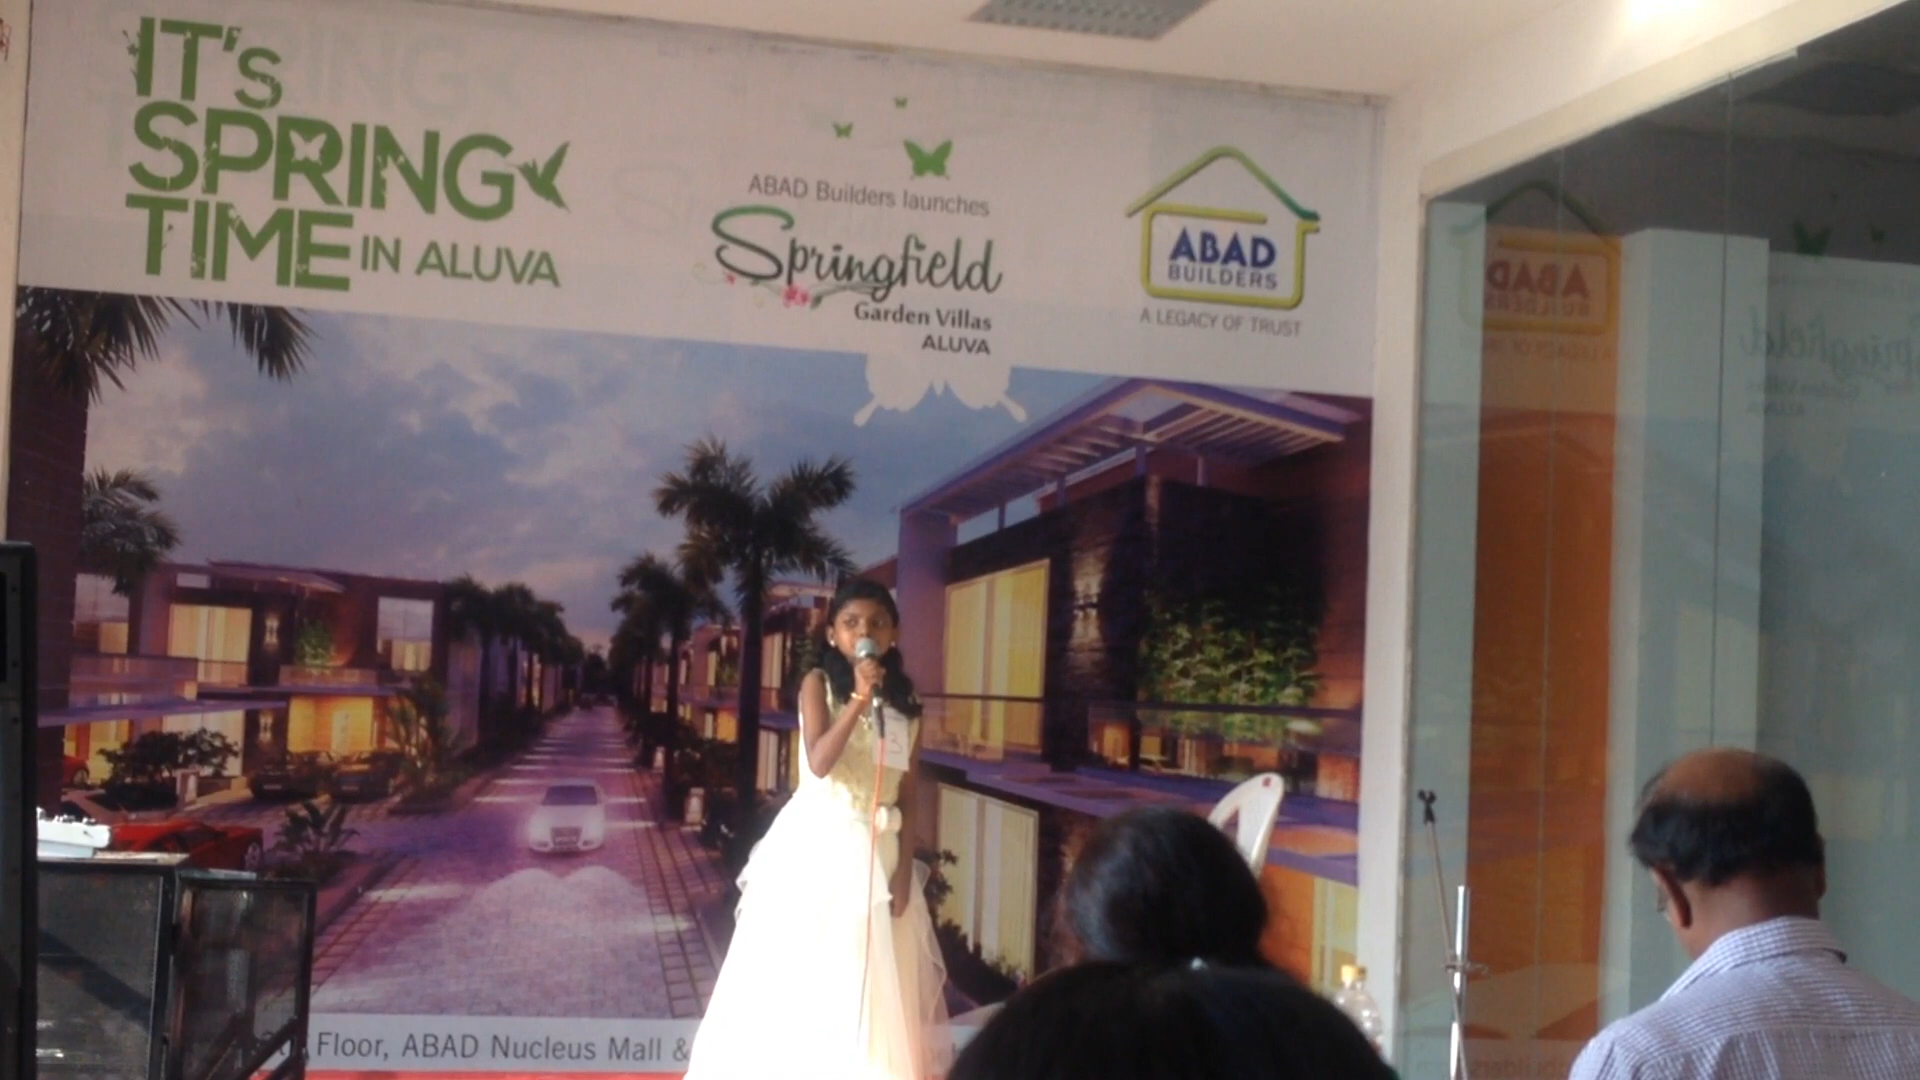 IT's
SPRING
TIME IN ALUVA
ABAD Builders launches
Springfield
Garden Villas
ALUVA
ABAD
BUILDERS
A LEGACY OF TRUST
3
Floor, ABAD Nucleus Mall &